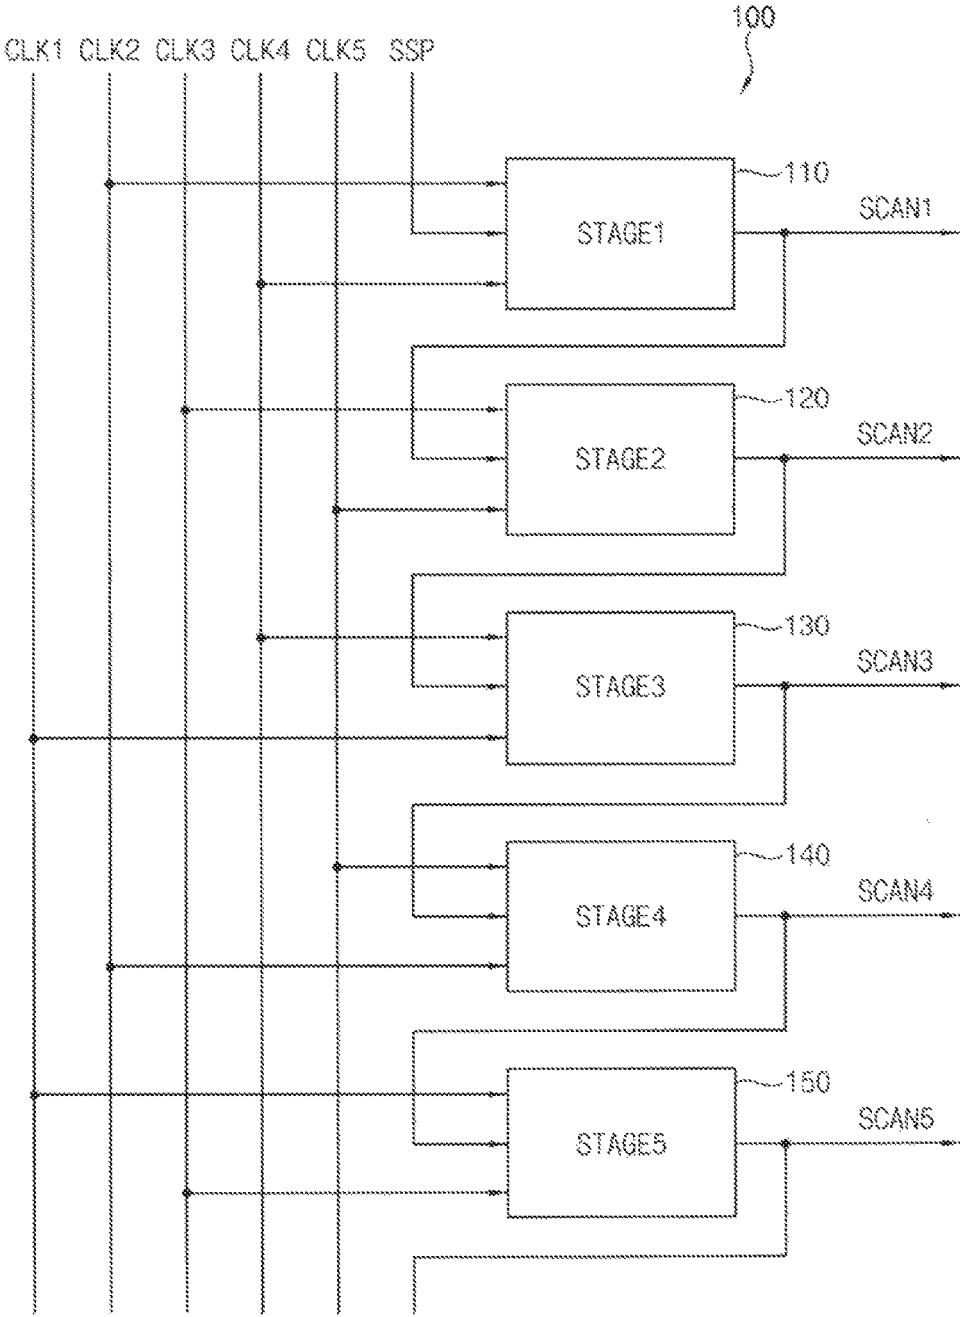 100
CLK1 CLK2 CLK3 CLK4 CLK5 SSP
110
SCAN1
STAGE1
120
SCAN2
STAGE2
130
SCAN3
STAGE3
140
SCAN4
STAGE4
150
SCAN5
STAGE5